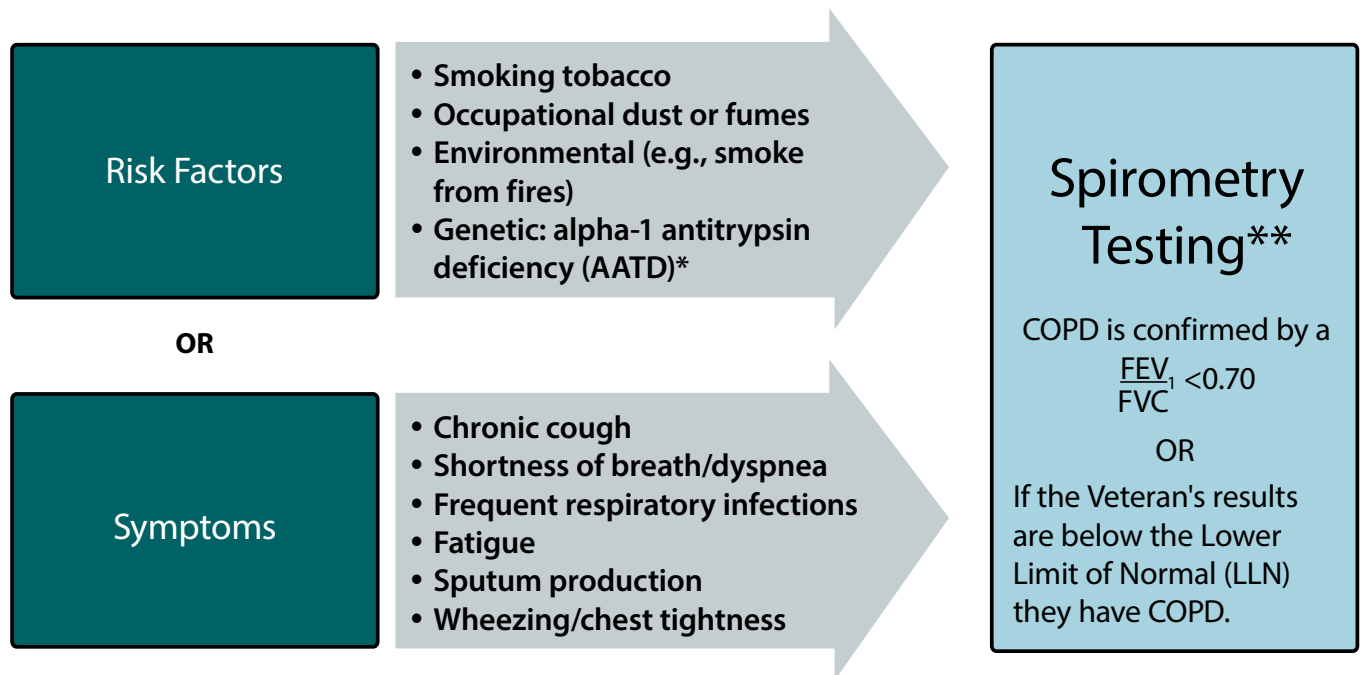 Risk Factors
• Smoking tobacco
• Occupational dust or fumes
• Environmental (e.g., smoke
from fires)
• Genetic: alpha-1 antitrypsin
deficiency (AATD)*
OR
Symptoms
• Chronic cough
• Shortness of breath/dyspnea
• Frequent respiratory infections
• Fatigue
• Sputum production
• Wheezing/chest tightness
Spirometry
Testing**
COPD is confirmed by a
FEV₁ <0.70
FVC
OR
If the Veteran's results
are below the Lower
Limit of Normal (LLN)
they have COPD.